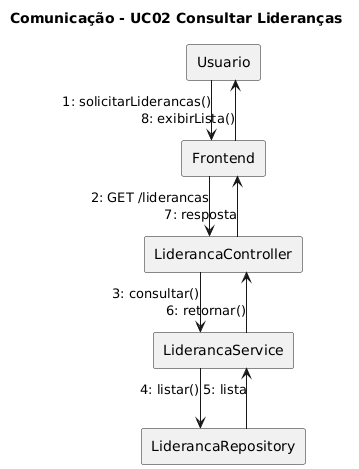 Comunicação - UC02 Consultar Lideranças
Usuario
1: solicitarLiderancas()
8: exibirLista()
Frontend
2: GET /liderancas
7: resposta
LiderancaController
3: consultar()
6: retornar()
LiderancaService
4: listar() 5: lista
LiderancaRepository